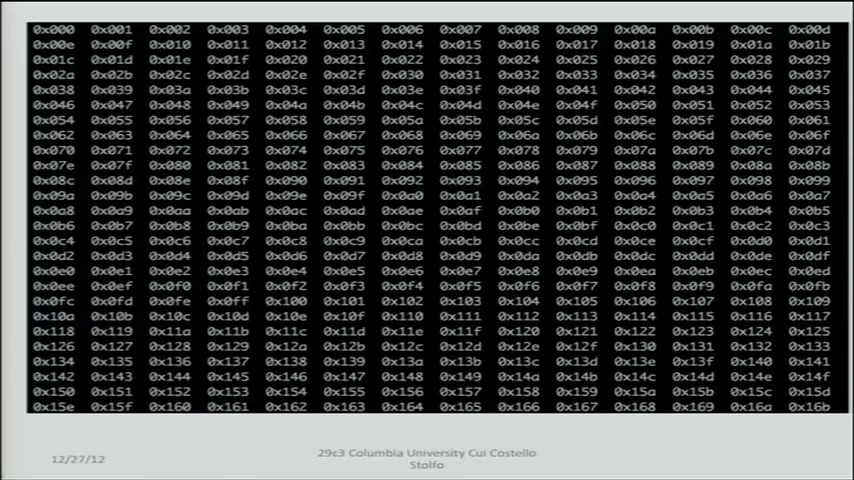 0x000 0x001 0x002 0x003 0x004 0x005 0x006 0x007 0x008 0x009 0x00a 0x00b 0x00c 0x00d
0x00e 0x00f 0x010 0x011 0x012 0x013 0x014 0x015 0x016 0x017 0x018 0x019 0x01a 0x01b
0x01c 0x01d 0x01e 0x01f 0x020 0x021 0x022 0x023 0x024 0x025 0x026 0x027 0x028 0x029
0x02a 0x02b 0x02c 0x02d 0x02e 0x02f 0x030 0x031 0x032 0x033 0x034 0x035 0x036 0x037
0x038 0x039 0x03a 0x03b 0x03c 0x03d 0x03e 0x03f 0x040 0x041 0x042 0x043 0x044 0x045
0x046 0x047 0x048 0x049 0x04a 0x04b 0x04c 0x04d 0x04e 0x04f 0x050 0x051 0x052 0x053
0x054 0x055 0x056 0x057 0x058 0x059 0x05a 0x05b 0x05c 0x05d 0x05e 0x05f 0x060 0x061
0x062 0x063 0x064 0x065 0x066 0x067 0x068 0x069 0x06a 0x06b 0x06c 0x06d 0x06e 0x06f
0x070 0x071 0x072 0x073 0x074 0x075 0x076 0x077 0x078 0x079 0x07a 0x07b 0x07c 0x07d
0x07e 0x07f 0x080 0x081 0x082 0x083 0x084 0x085 0x086 0x087 0x088 0x089 0x08a 0x08b
0x08c 0x08d 0x08e 0x08f 0x090 0x091 0x092 0x093 0x094 0x095 0x096 0x097 0x098 0x099
0x09a 0x09b 0x09c 0x09d 0x09e 0x09f 0x0a0 0x0a1 0x0a2 0x0a3 0x0a4 0x0a5 0x0a6 0x0a7
0x0a8 0x0a9 0x0aa 0x0ab 0x0ac 0x0ad 0x0ae 0x0af 0x0b0 0x0b1 0x0b2 0x0b3 0x0b4 0x0b5
0x0b6 0x0b7 0x0b8 0x0b9 0x0ba 0x0bb 0x0bc 0x0bd 0x0be 0x0bf 0x0c0 0x0c1 0x0c2 0x0c3
0x0c4 0x0c5 0x0c6 0x0c7 0x0c8 0x0c9 0x0ca 0x0cb 0x0cc 0x0cd 0x0ce 0x0cf 0x0d0 0x0d1
0x0d2 0x0d3 0x0d4 0x0d5 0x0d6 0x0d7 0x0d8 0x0d9 0x0da 0x0db 0x0dc 0x0dd 0x0de 0x0df
0x0e0 0x0e1 0x0e2 0x0e3 0x0e4 0x0e5 0x0e6 0x0e7 0x0e8 0x0e9 0x0ea 0x0eb 0x0ec 0x0ed
0x0ee 0x0ef 0x0f0 0x0f1 0x0f2 0x0f3 0x0f4 0x0f5 0x0f6 0x0f7 0x0f8 0x0f9 0x0fa 0x0fb
0x0fc 0x0fd 0x0fe 0x0ff 0x100 0x101 0x102 0x103 0x104 0x105 0x106 0x107 0x108 0x109
0x10a 0x10b 0x10c 0x10d 0x10e 0x10f 0x110 0x111 0x112 0x113 0x114 0x115 0x116 0x117
0x118 0x119 0x11a 0x11b 0x11c 0x11d 0x11e 0x11f 0x120 0x121 0x122 0x123 0x124 0x125
0x126 0x127 0x128 0x129 0x12a 0x12b 0x12c 0x12d 0x12e 0x12f 0x130 0x131 0x132 0x133
0x134 0x135 0x136 0x137 0x138 0x139 0x13a 0x13b 0x13c 0x13d 0x13e 0x13f 0x140 0x141
0x142 0x143 0x144 0x145 0x146 0x147 0x148 0x149 0x14a 0x14b 0x14c 0x14d 0x14e 0x14f
0x150 0x151 0x152 0x153 0x154 0x155 0x156 0x157 0x158 0x159 0x15a 0x15b 0x15c 0x15d
0x15e 0x15f 0x160 0x161 0x162 0x163 0x164 0x165 0x166 0x167 0x168 0x169 0x16a 0x16b
12/27/12
29c3 Columbia University Cui Costello
Stolfo